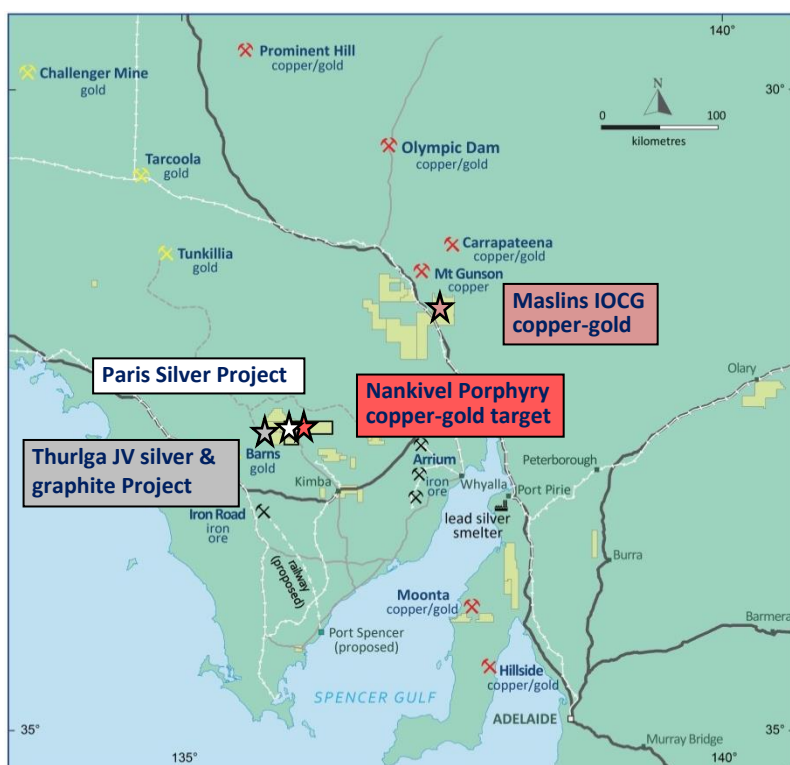 140°
Prominent Hill
copper/gold
Challenger Mine
gold
N
30°
0 100
kilometres
Olympic Dam
copper/gold
Tarcoola
gold
Carrapateena
copper/gold
Tunkillia
gold
Mt Gunson
copper
Maslins IOCG
copper-gold
Paris Silver Project
Nankivel Porphyry
copper-gold target
Olary
Thurlga JV silver &
graphite Project
Barns
gold
Arrium
iron
ore
Peterborough
Kimba
Whyalla
Port Pirie
Iron Road
iron
ore
lead silver
smelter
railway
(proposed)
Burra
Moonta
copper/gold
Barmera
Port Spencer
(proposed)
Hillside
copper/gold
SPENCER GULF
ADELAIDE
35°
35°
Murray Bridge
135°
140°